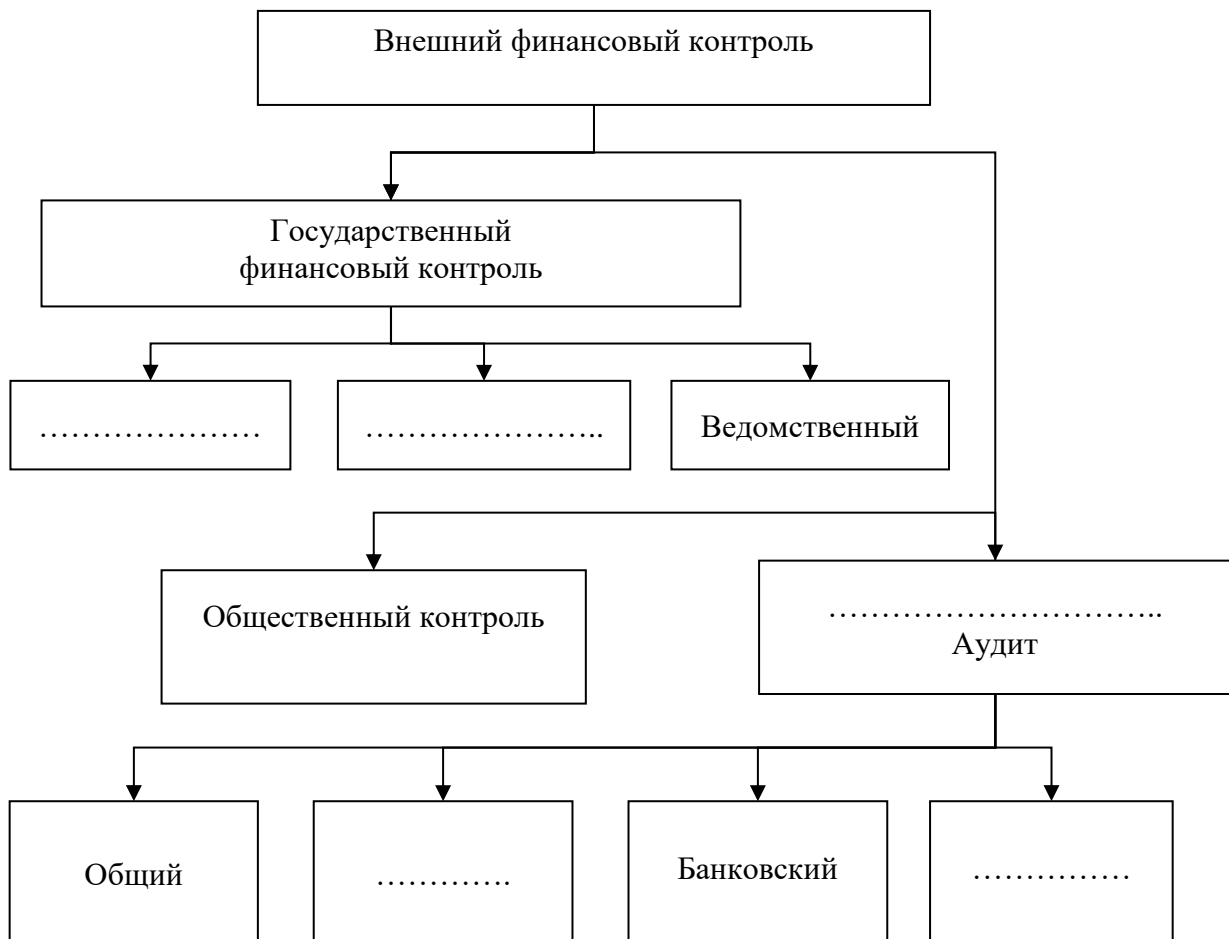 Внешний финансовый контроль
Государственный
финансовый контроль
…………………
…………………..
Ведомственный
Общественный контроль
…………………………..
Аудит
Общий
………….
Банковский
……………